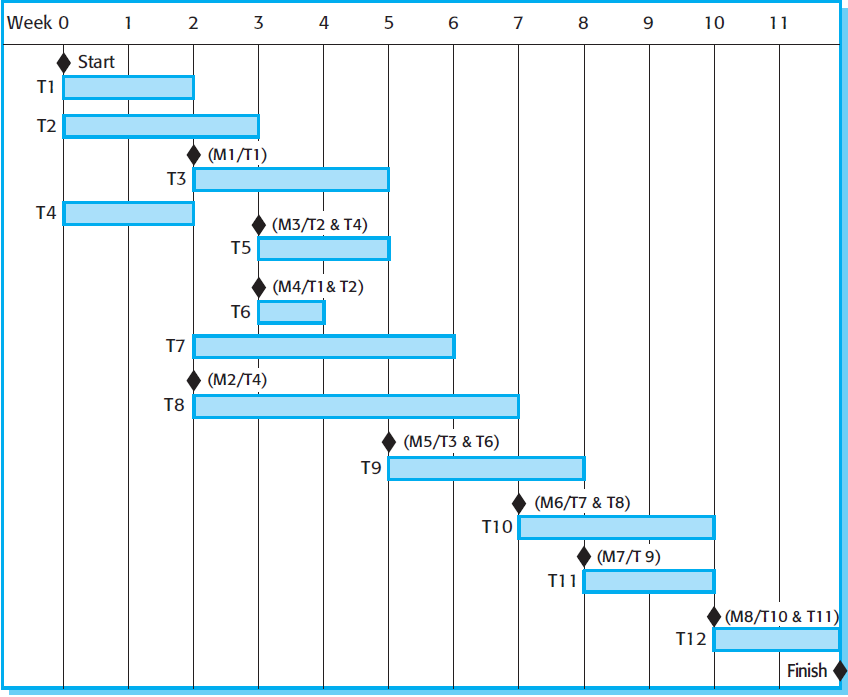 Week 0 1 2 3 4 5 6 7 8 9 10 11
Start
T1
T2
(M1/T1)
T3
T4
(M3/T2 & T4)
T5
(M4/T1& T2)
T6
T7
(M2/T4)
T8
(M5/T3 & T6)
T9
(M6/T7 & T8)
T10
(M7/T 9)
T11
(M8/T10 & T11)
T12
Finish